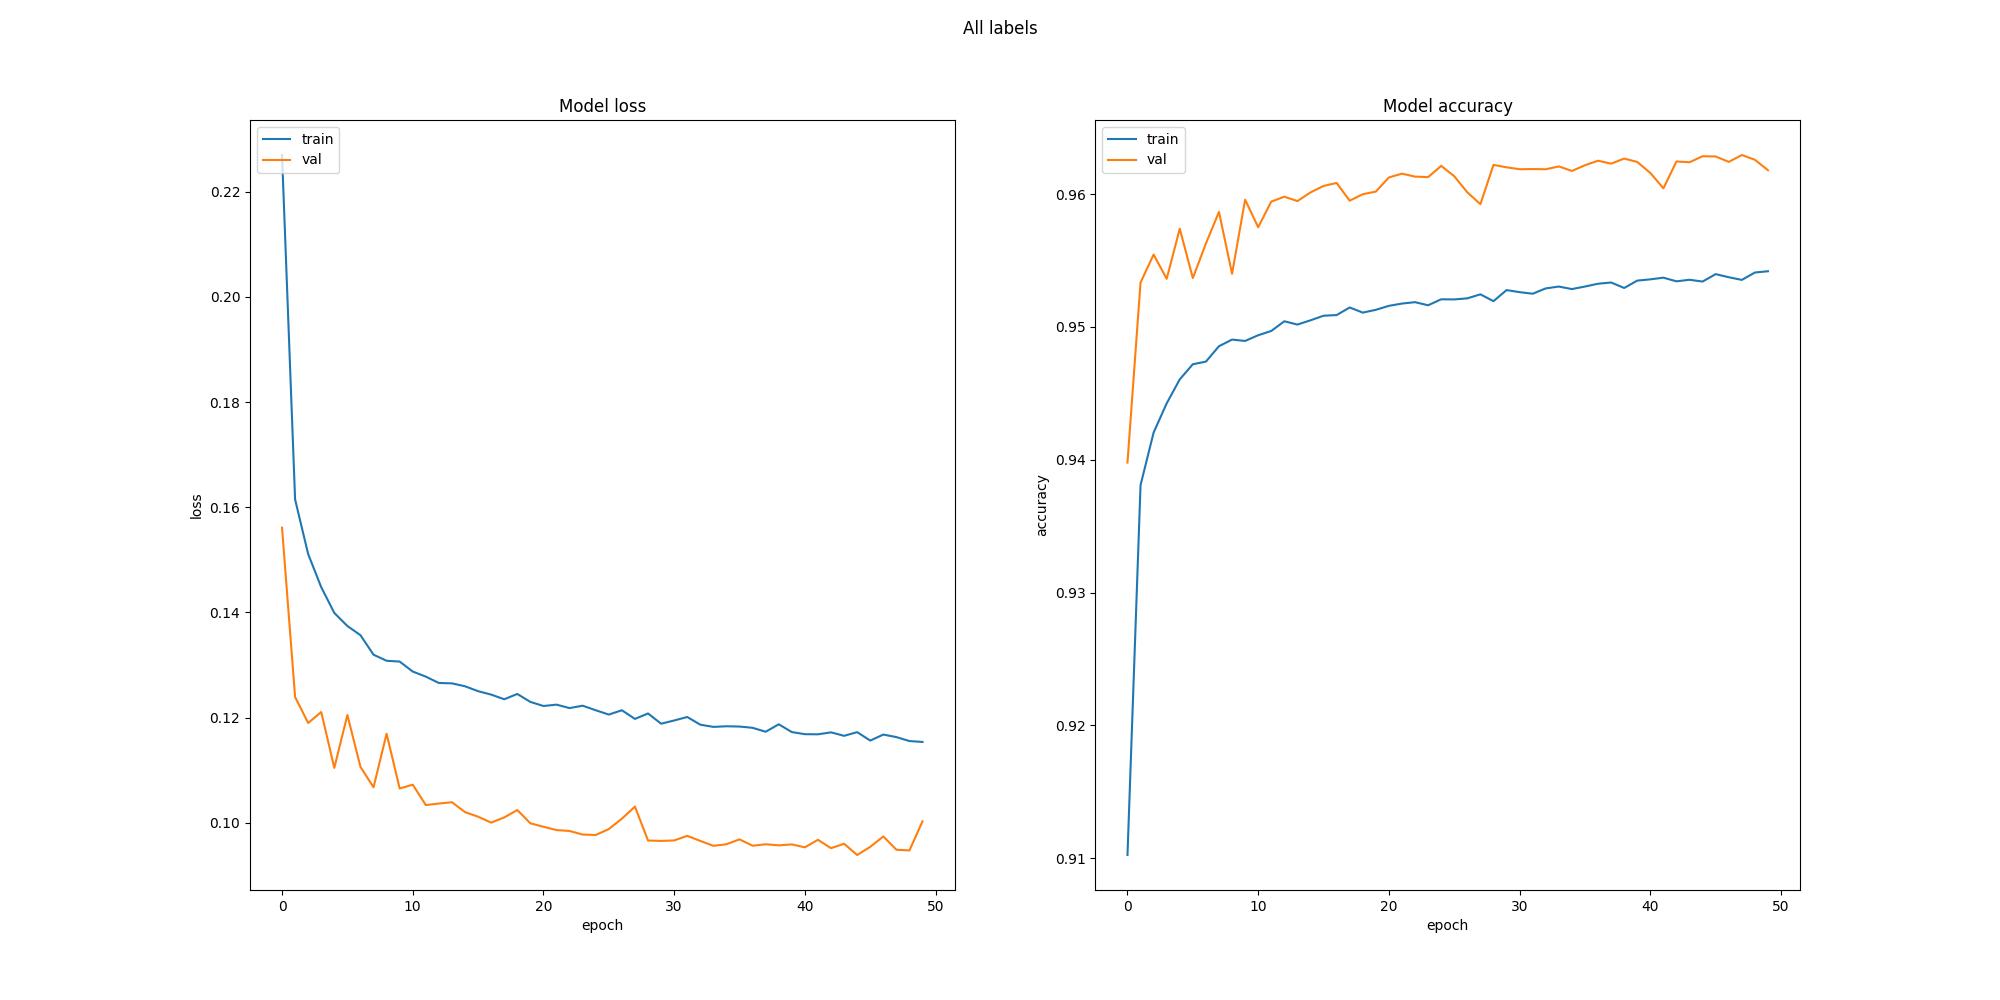 All labels
Model loss
train
val
0.22
0.20
0.18
0.16
0.14
0.12
0.10
loss
0 10 20 30 40 50
epoch
Model accuracy
train
val
0.96
0.95
0.94
0.93
0.92
0.91
accuracy
0 10 20 30 40 50
epoch